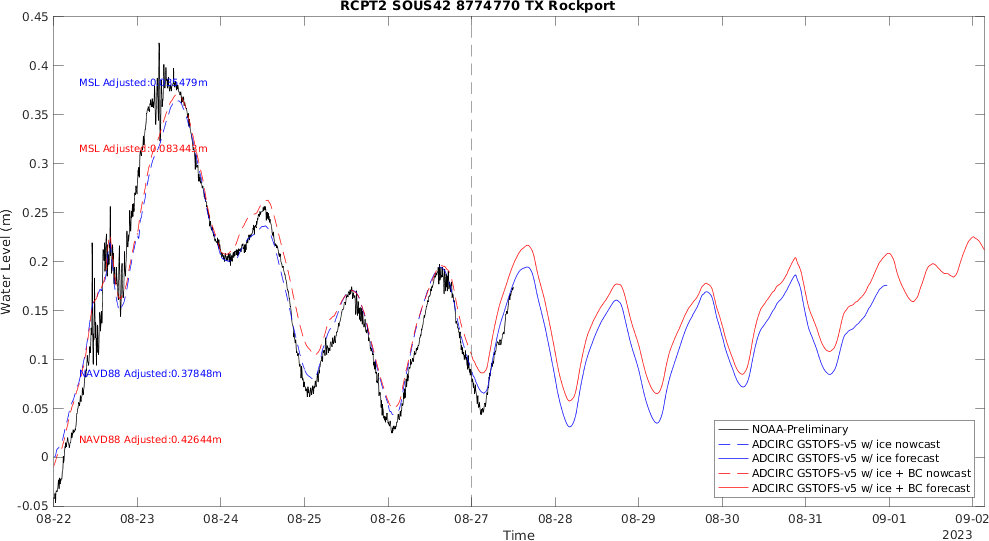 RCPT2 SOUS42 8774770 TX Rockport
0.45
0.4
0.35
0.3
0.25
0.2
0.15
0.1
0.05
0
-0.05
Water Level (m)
MSL Adjusted:
MSL Adjusted:
NAVD88 Adjusted:0.37848m
NAVD88 Adjusted:0.42644m
NOAA-Preliminary
ADCIRC GSTOFS-v5 w/ ice nowcast
ADCIRC GSTOFS-v5 w/ ice forecast
ADCIRC GSTOFS-v5 w/ ice + BC nowcast
ADCIRC GSTOFS-v5 w/ ice + BC forecast
08-22 08-23 08-24 08-25 08-26 08-27 08-28 08-29 08-30 08-31 09-01 09-02
Time 2023